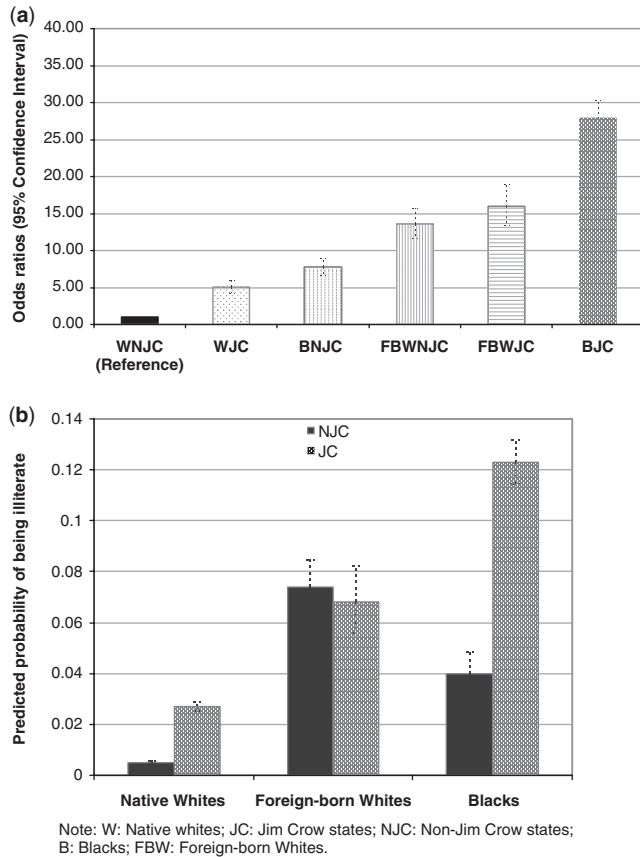 (a)
Odds ratios (95% Confidence Interval)
40.00
35.00
30.00
25.00
20.00
15.00
10.00
5.00
0.00
WNJC WJC BNJC FBWNJC FBWJC BJC
(Reference)
(b)
Predicted probability of being illiterate
0.14
0.12
0.1
0.08
0.06
0.04
0.02
0
NJC
JC
Native Whites Foreign-born Whites Blacks
Note: W: Native whites; JC: Jim Crow states; NJC: Non-Jim Crow states;
B: Blacks; FBW: Foreign-born Whites.